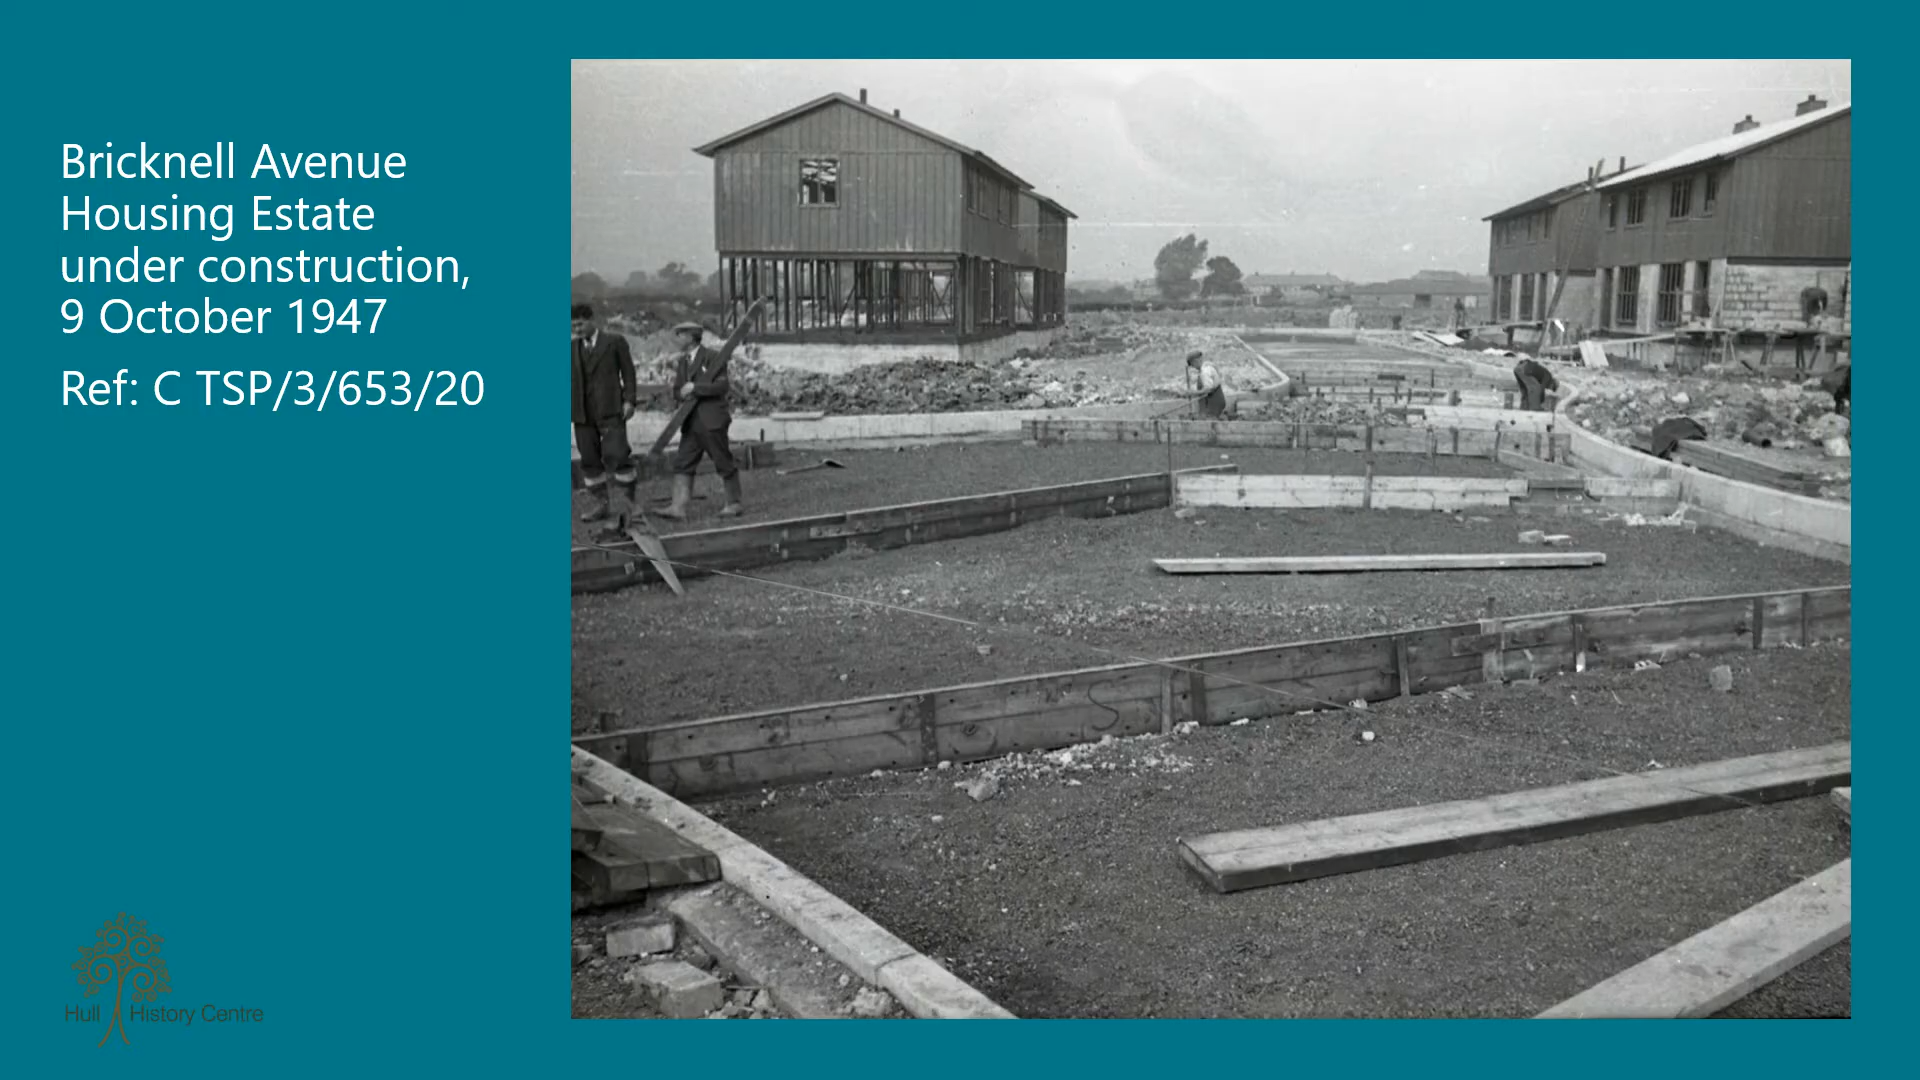 Bricknell Avenue
Housing Estate
under construction,
9 October 1947
Ref: C TSP/3/653/20
Hull History Centre